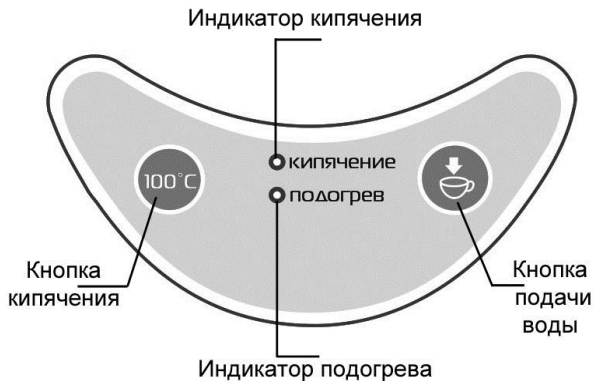 Индикатор кипячения
кипячение
100°C
подогрев
Кнопка
кипячения
Кнопка
подачи
воды
Индикатор подогрева